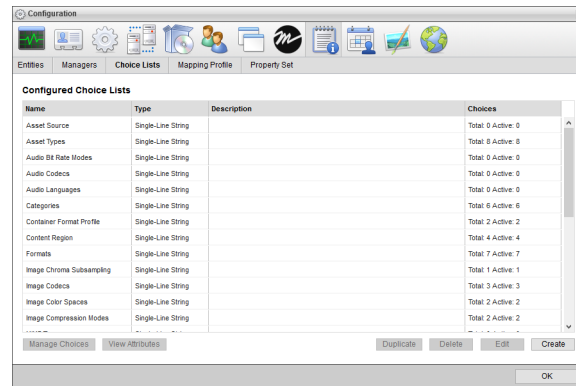 Configuration
Entities Managers Choice Lists Mapping Profile Property Set
Configured Choice Lists
Name Type Description Choices
Asset Source Single-Line String Total: 0 Active: 0
Asset Types Single-Line String Total: 8 Active: 8
Audio Bit Rate Modes Single-Line String Total: 0 Active: 0
Audio Codecs Single-Line String Total: 0 Active: 0
Audio Languages Single-Line String Total: 0 Active: 0
Categories Single-Line String Total: 6 Active: 6
Container Format Profile Single-Line String Total: 2 Active: 2
Content Region Single-Line String Total: 4 Active: 4
Formats Single-Line String Total: 7 Active: 7
Image Chroma Subsampling Single-Line String Total: 1 Active: 1
Image Codecs Single-Line String Total: 3 Active: 3
Image Color Spaces Single-Line String Total: 2 Active: 2
Image Compression Modes Single-Line String Total: 2 Active: 2
Manage Choices View Attributes Duplicate Delete Edit Create
OK